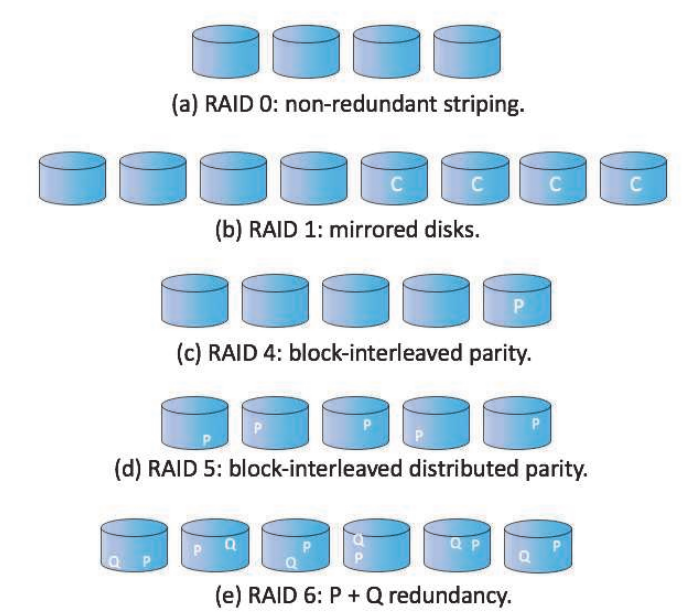 (a) RAID 0: non-redundant striping.
C C C C
(b) RAID 1: mirrored disks.
P
(c) RAID 4: block-interleaved parity.
P P P P P
(d) RAID 5: block-interleaved distributed parity.
Q P P Q Q P Q P Q P Q P
(e) RAID 6: P + Q redundancy.